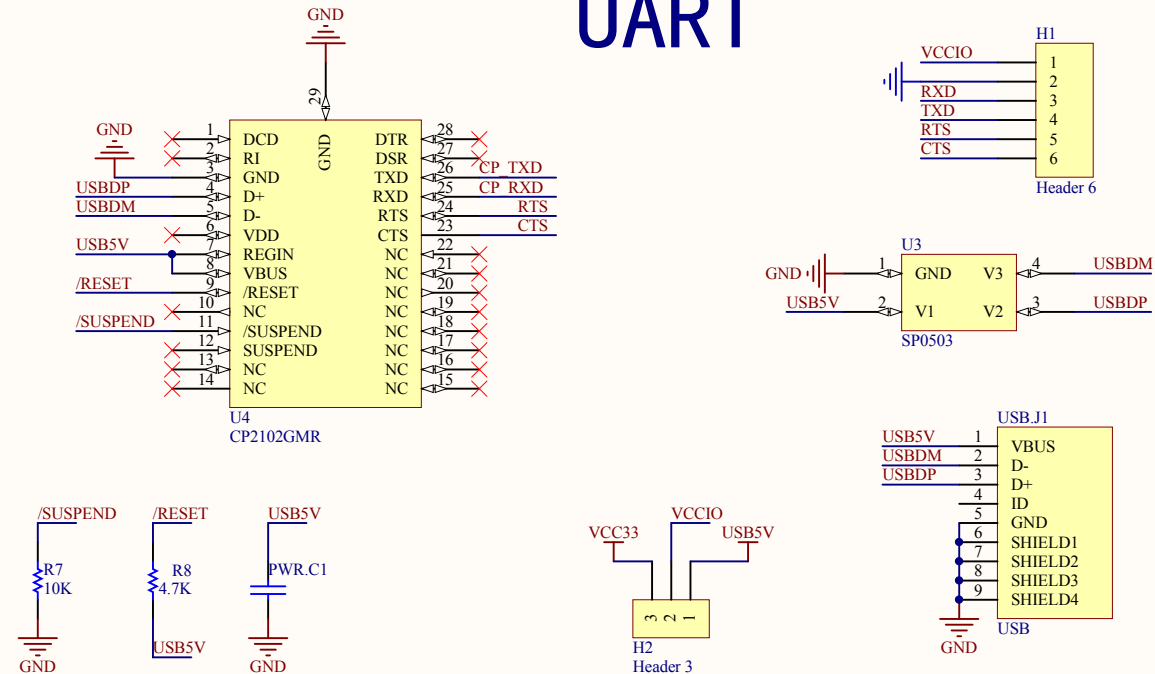 UART
GND
29
GND
GND
1 DCD
2 RI
3 GND
USBDP 4 D+
USBDM 5 D-
6 VDD
USB5V 7 REGIN
8 VBUS
/RESET 9 /RESET
10 NC
/SUSPEND 11 /SUSPEND
12 SUSPEND
13 NC
14 NC
DTR 28
DSR 27
TXD 26 CP_TXD
RXD 25 CP_RXD
RTS 24 RTS
CTS 23 CTS
NC 22
NC 21
NC 20
NC 19
NC 18
NC 17
NC 16
NC 15
U4
CP2102GMR
H1
VCCIO 1
2
RXD 3
TXD 4
RTS 5
CTS 6
Header 6
U3
GND 1 GND V3 4 USBDM
USB5V 2 V1 V2 3 USBDP
SP0503
USB.J1
USB5V 1 VBUS
USBDM 2 D-
USBDP 3 D+
4 ID
5 GND
6 SHIELD1
7 SHIELD2
8 SHIELD3
9 SHIELD4
USB
GND
/SUSPEND
R7
10K
GND
/RESET
R8
4.7K
USB5V
USB5V
PWR.C1
GND
VCCIO
VCC33 USB5V
3 2 1
H2
Header 3